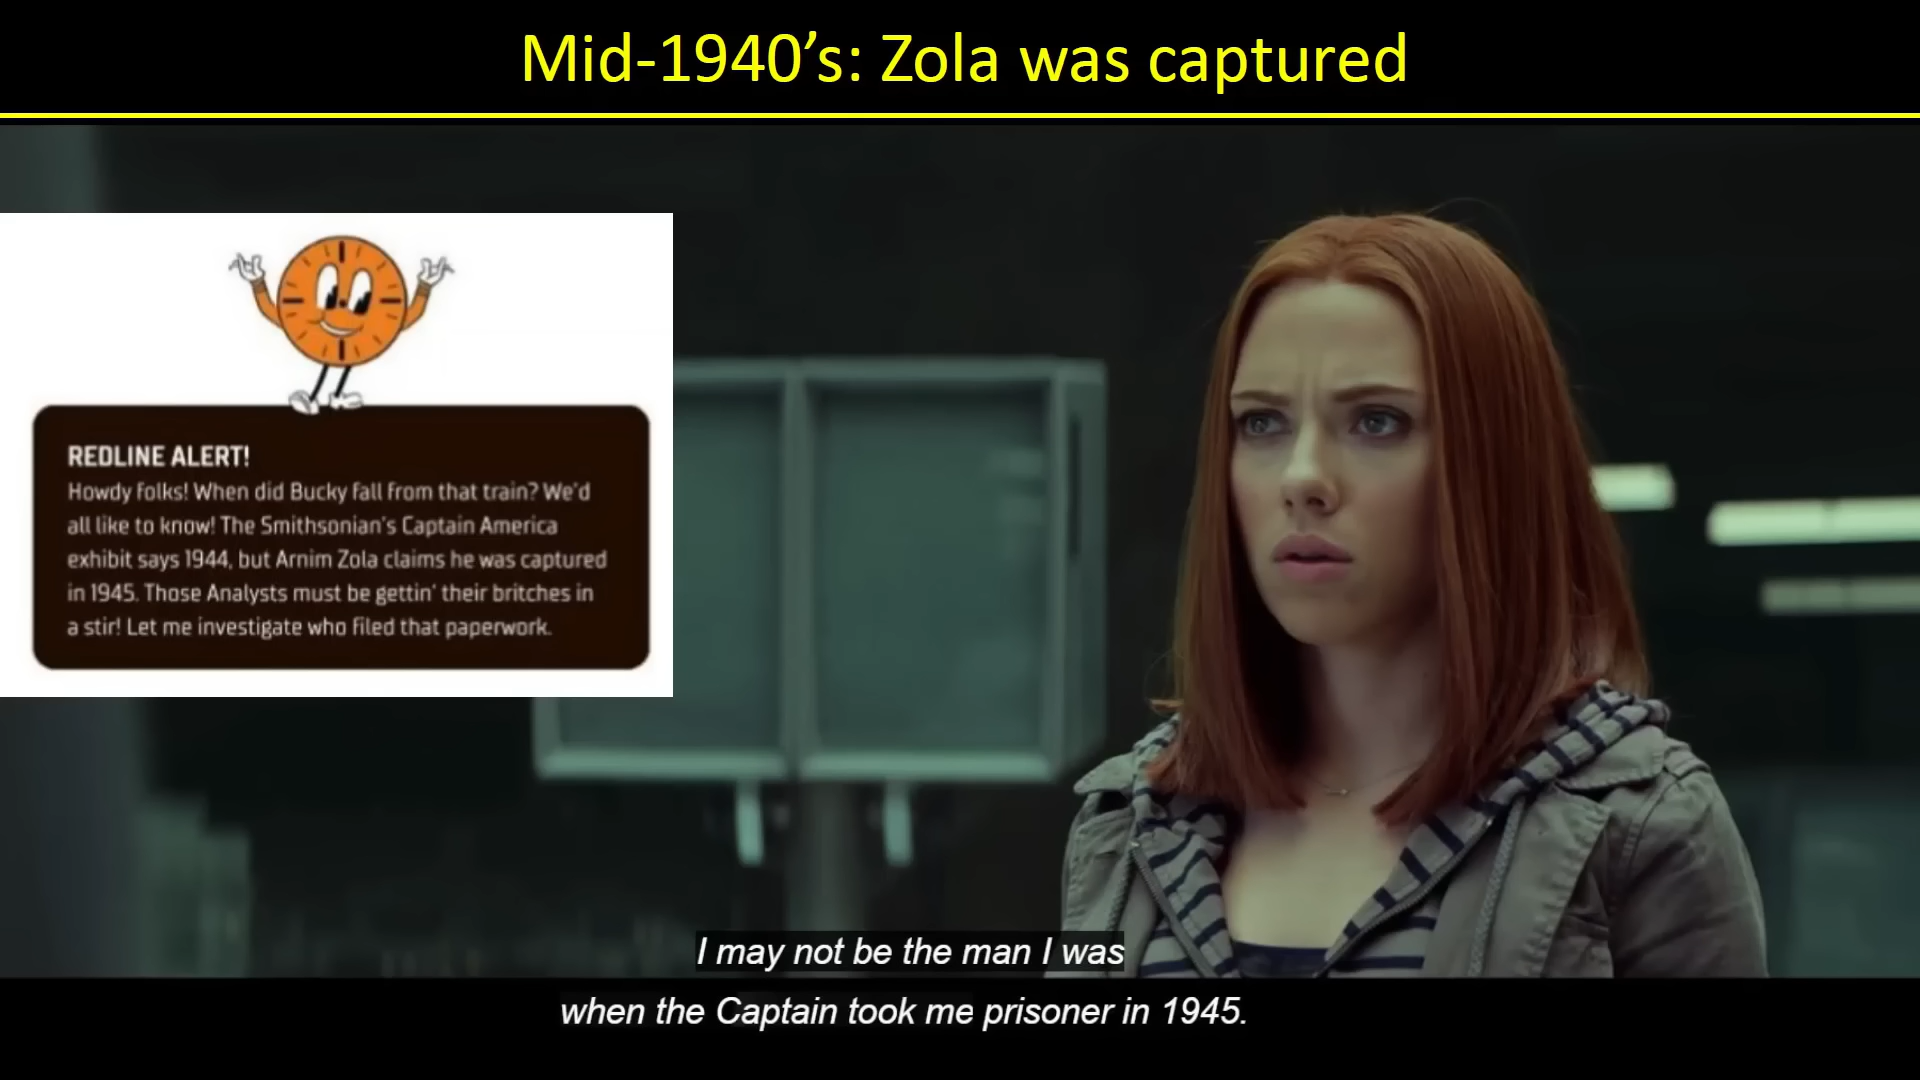 Mid-1940’s: Zola was captured
REDLINE ALERT!
Howdy folks! When did Bucky fall from that train? We'd
all like to know! The Smithsonian's Captain America
exhibit says 1944, but Arnim Zola claims he was captured
in 1945. Those Analysts must be gettin' their britches in
a stir! Let me investigate who filed that paperwork.
I may not be the man I was
when the Captain took me prisoner in 1945.